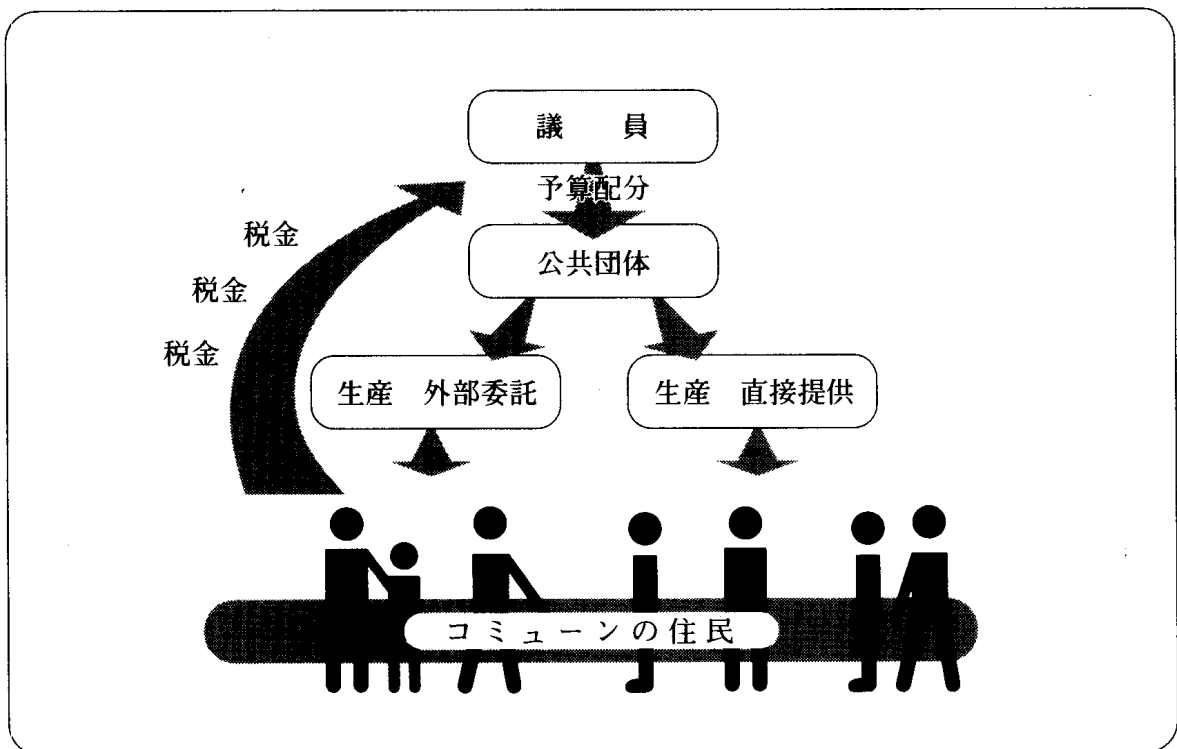 議　　員
予算配分
税金
公共団体
税金
税金
生産　外部委託
生産　直接提供
コミューンの住民